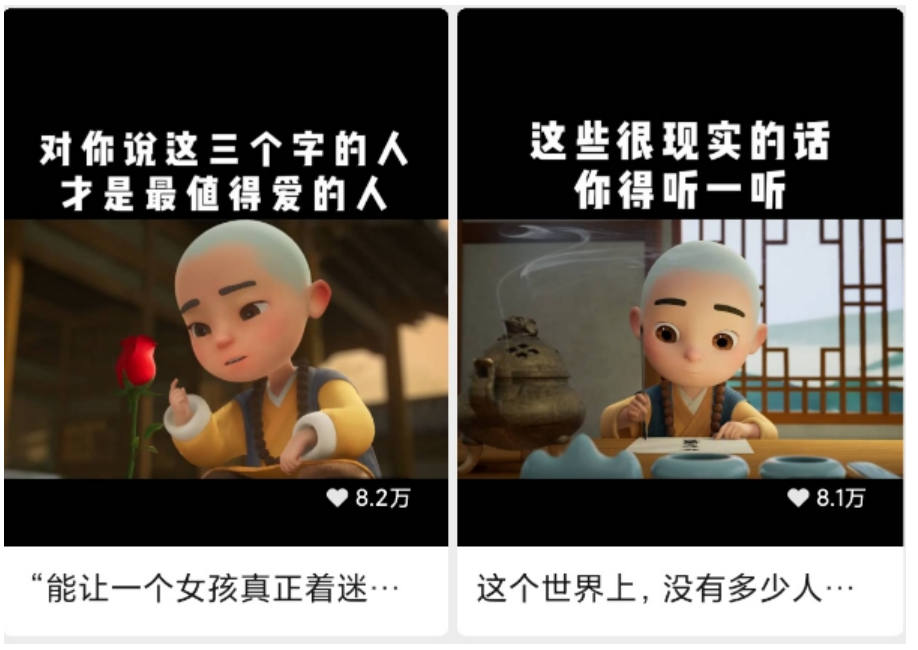 对你说这三个字的人
才是最值得爱的人
8.2万
“能让一个女孩真正着迷…
这些很现实的话
你得听一听
8.1万
这个世界上，没有多少人…